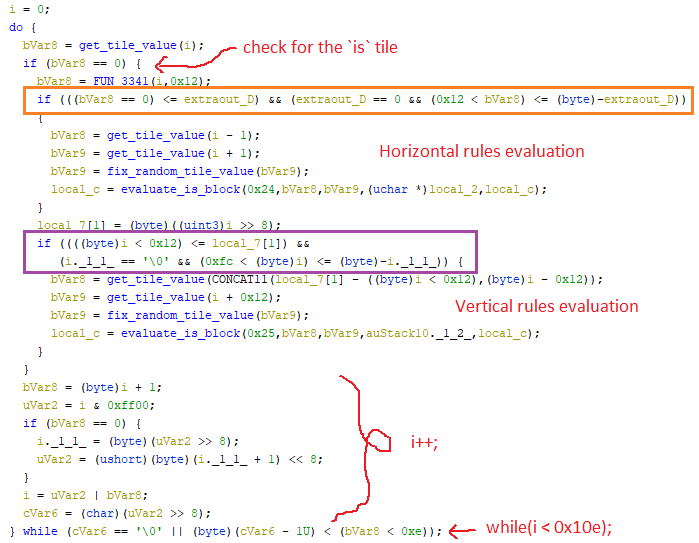 i = 0;
do {
bVar8 = get_tile_value(i);
if (bVar8 == 0) {
check for the `is` tile
bVar8 = FUN_3341(i,0x12);
if (((bVar8 == 0) <= extraout_D) && (extraout_D == 0 && (0x12 < bVar8) <= (byte)-extraout_D))
{
bVar8 = get_tile_value(i - 1);
bVar9 = get_tile_value(i + 1);
Horizontal rules evaluation
bVar9 = fix_random_tile_value(bVar9);
local_c = evaluate_is_block(0x24,bVar8,bVar9,(uchar *)local_2,local_c);
}
local_7[1] = (byte)((uint3)i >> 8);
if ((((byte)i < 0x12) <= local_7[1]) &&
(i._1_1_ == '\0' && (0xfc < (byte)i) <= (byte)-i._1_1_)) {
bVar8 = get_tile_value(CONCAT11(local_7[1] - ((byte)i < 0x12),(byte)i - 0x12));
bVar9 = get_tile_value(i + 0x12);
Vertical rules evaluation
bVar9 = fix_random_tile_value(bVar9);
local_c = evaluate_is_block(0x25,bVar8,bVar9,auStack10._1_2_,local_c);
}
}
bVar8 = (byte)i + 1;
uVar2 = i & 0xff00;
if (bVar8 == 0) {
i._1_1_ = (byte)(uVar2 >> 8);
i++;
uVar2 = (ushort)(byte)(i._1_1_ + 1) << 8;
}
i = uVar2 | bVar8;
cVar6 = (char)(uVar2 >> 8);
} while (cVar6 == '\0' || (byte)(cVar6 - 1U) < (bVar8 < 0xe));
while(i < 0x10e);